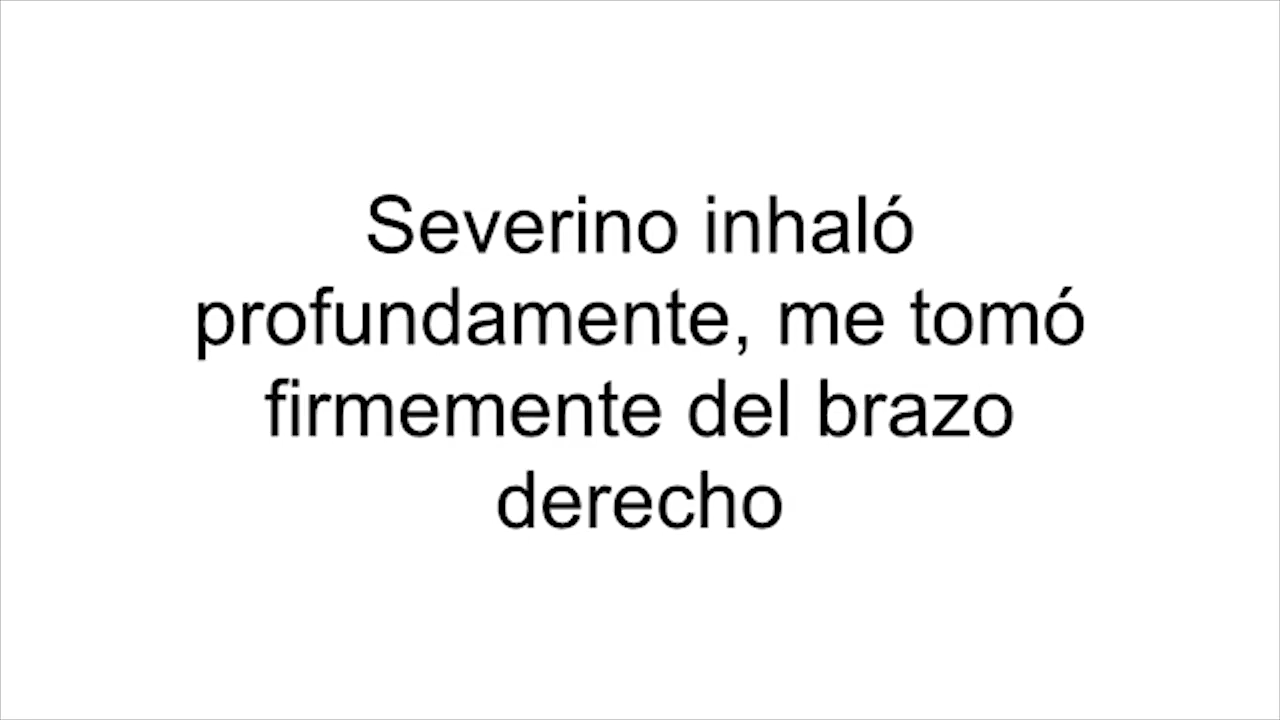 Severino inhaló
profundamente, me tomó
firmemente del brazo
derecho